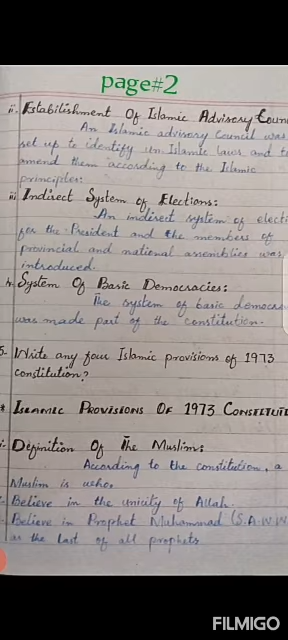 page#2
ii. Estabilishment Of Islamic Advisory Coun
An Islamic advisory Council was
set up to identify un Islamic laws and to
amend them according to the Islamic
principles.
iii Indirect System of Elections:
An indirect system of electi
for the President and the members of
provincial and national assemblies was
introduced.
iv. System Of Basic Democracies:
The system of basic democra
was made part of the constitution.
5- Write any four Islamic provisions of 1973
constitution.?
* ISLAMIC PROVISIONS OF 1973 CONSTITUTI
i- Definition Of The Muslim:
According to the constitution, a
Muslim is who.
Believe in the unicity of Allah.
Believe in Prophet Muhammad (S.A.W.W
as the last of all prophets
FILMIGO